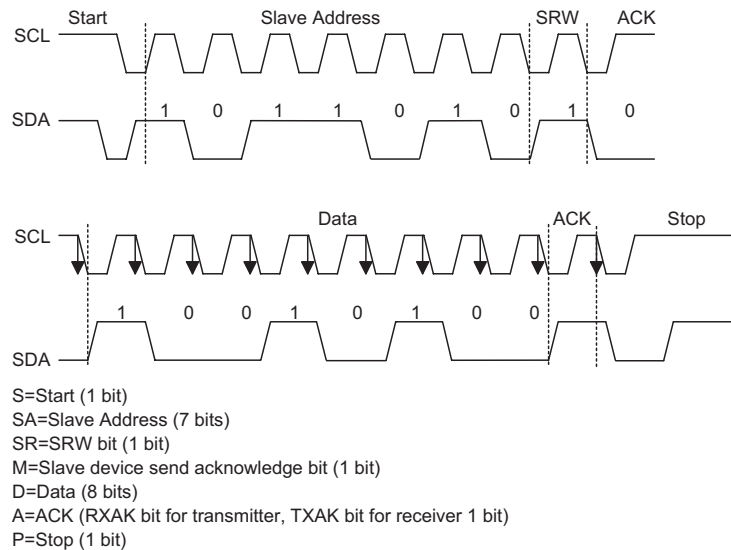 Start Slave Address SRW ACK
SCL
SDA 1 0 1 1 0 1 0 1 0
Data ACK Stop
SCL
1 0 0 1 0 1 0 0
SDA
S=Start (1 bit)
SA=Slave Address (7 bits)
SR=SRW bit (1 bit)
M=Slave device send acknowledge bit (1 bit)
D=Data (8 bits)
A=ACK (RXAK bit for transmitter, TXAK bit for receiver 1 bit)
P=Stop (1 bit)